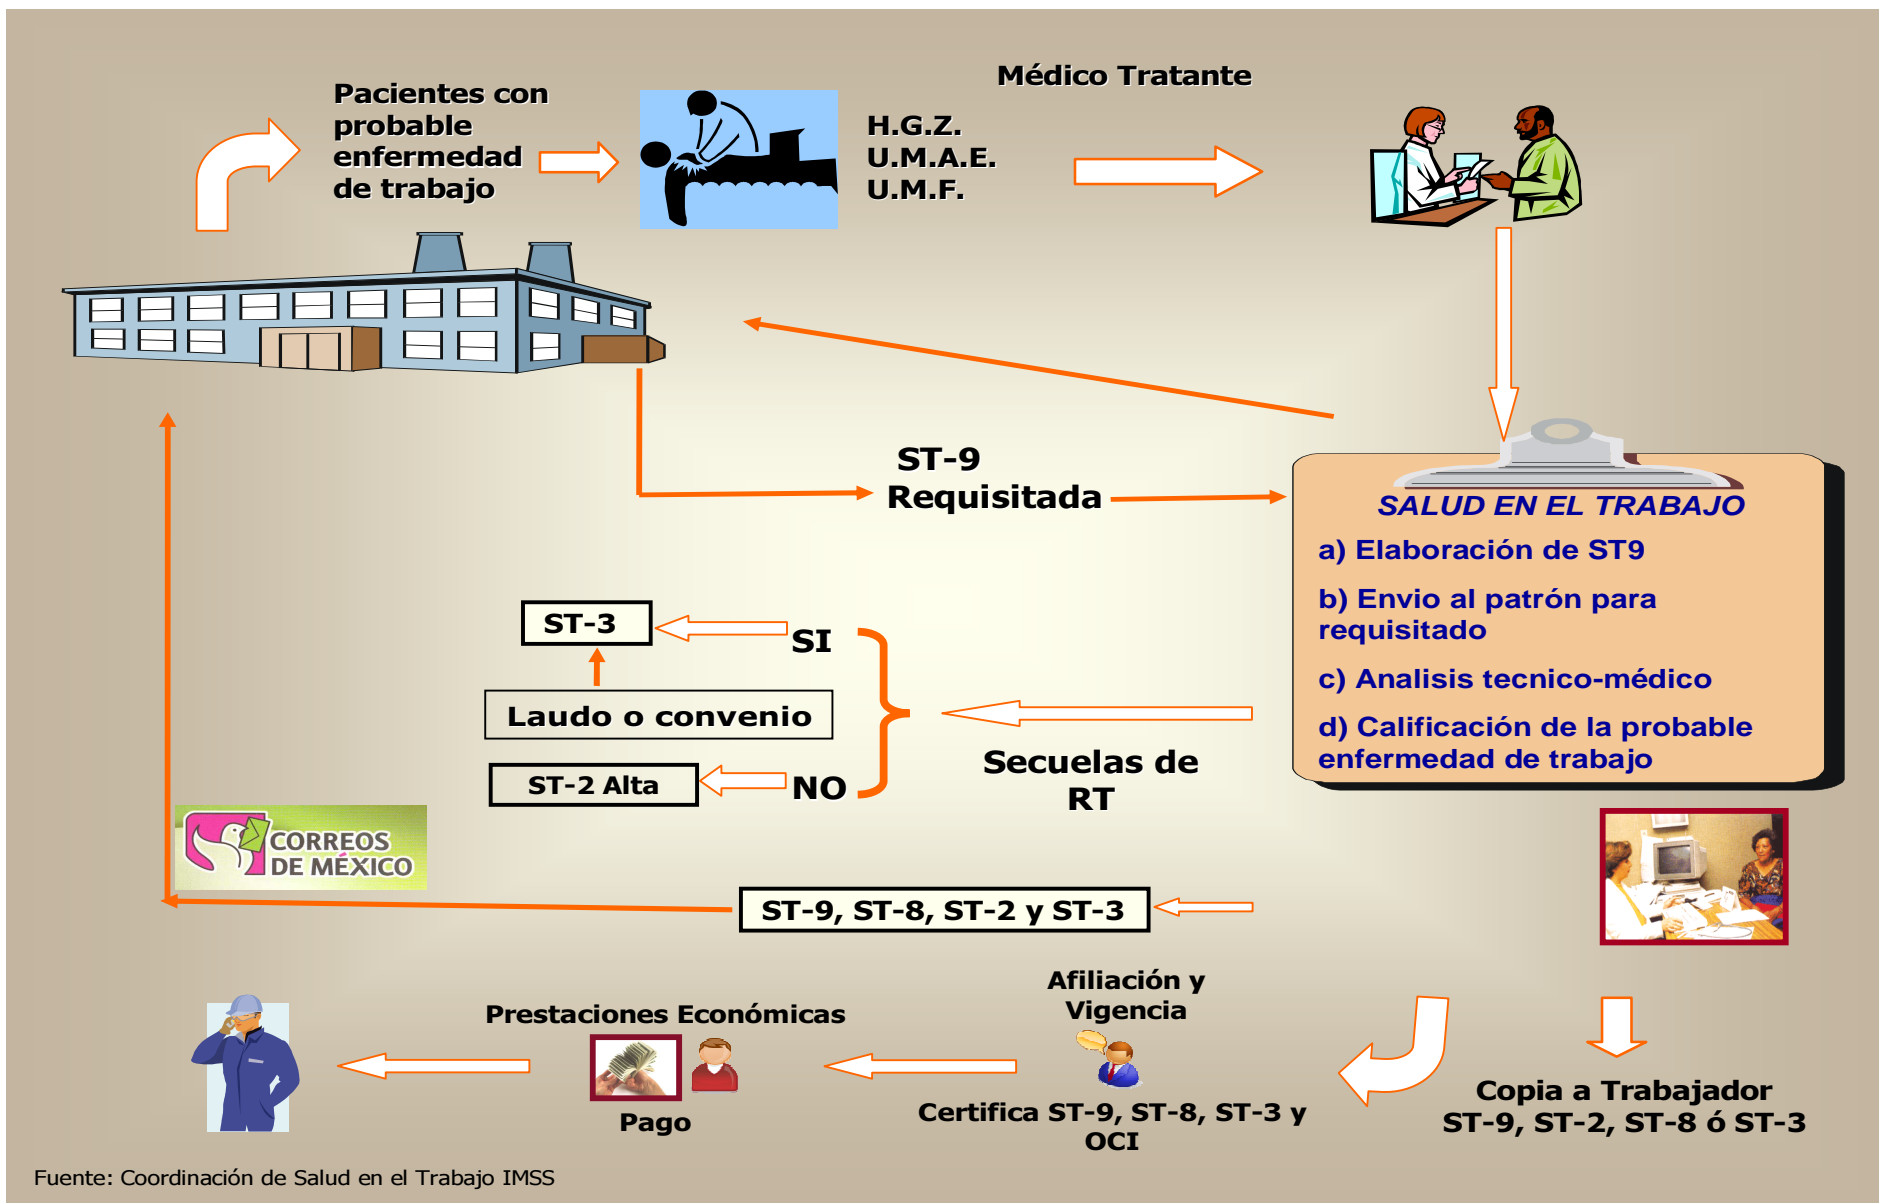 Médico Tratante
Pacientes con
probable
enfermedad
de trabajo
H.G.Z.
U.M.A.E.
U.M.F.
ST-9
Requisitada
SALUD EN EL TRABAJO
a) Elaboración de ST9
b) Envio al patrón para
requisitado
c) Analisis tecnico-médico
d) Calificación de la probable
enfermedad de trabajo
ST-3
SI
Laudo o convenio
ST-2 Alta
NO
Secuelas de
RT
CORREOS
DE MÉXICO
ST-9, ST-8, ST-2 y ST-3
Afiliación y
Vigencia
Prestaciones Económicas
Pago
Certifica ST-9, ST-8, ST-3 y
OCI
Copia a Trabajador
ST-9, ST-2, ST-8 ó ST-3
Fuente: Coordinación de Salud en el Trabajo IMSS